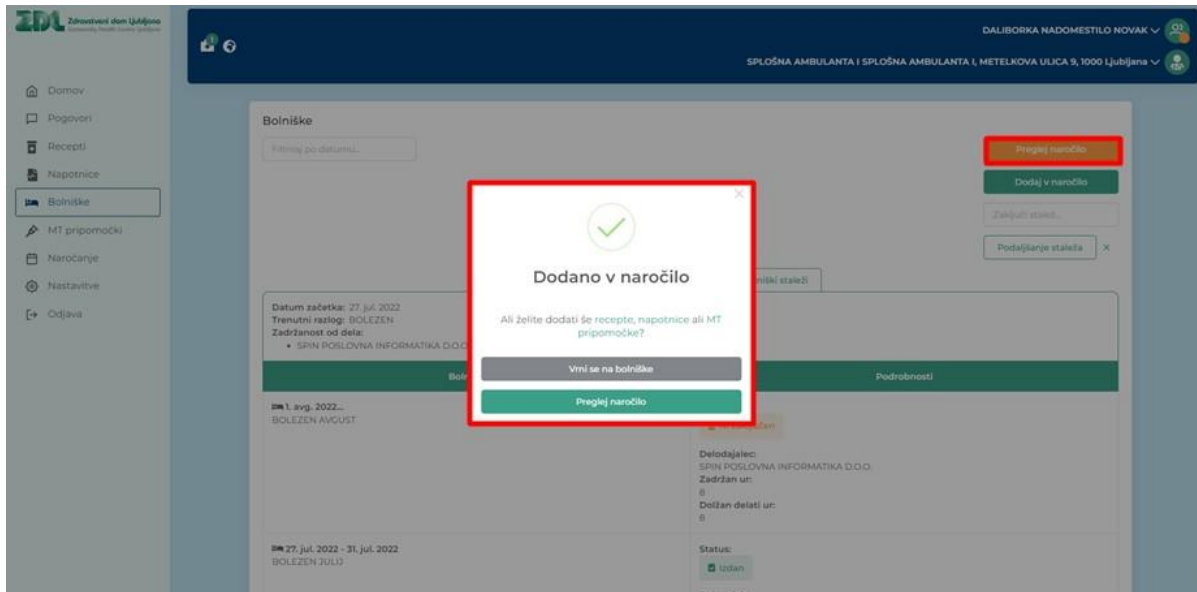 ZDL Zdravstveni dom Ljubljana
DALIBORKA NADOMESTILO NOVAK
SPLOŠNA AMBULANTA I SPLOŠNA AMBULANTA I, METELKOVA ULICA 9, 1000 Ljubljana
Domov
Pogovori
Recepti
Napotnice
Bolniške
MT pripomočki
Naročanje
Nastavitve
Odjava
Bolniške
Filtriraj po datumu...
Preglej naročilo
Dodaj v naročilo
Zaključi stalež...
Podaljšanje staleža ×
staleži
Dodano v naročilo
Ali želite dodati še recepte, napotnice ali MT
pripomočke?
Vrni se na bolniške
Preglej naročilo
Datum začetka: 27. jul. 2022
Trenutni razlog: BOLEZEN
Zadržanost od dela:
• SPIN POSLOVNA INFORMATIKA D.O.O.
Podrobnosti
1. avg. 2022...
BOLEZEN AVGUST
Delodajalec:
SPIN POSLOVNA INFORMATIKA D.O.O.
Zadržan ur:
8
Dolžan delati ur:
8
27. jul. 2022 - 31. jul. 2022
BOLEZEN JULIJ
Status:
Izdan